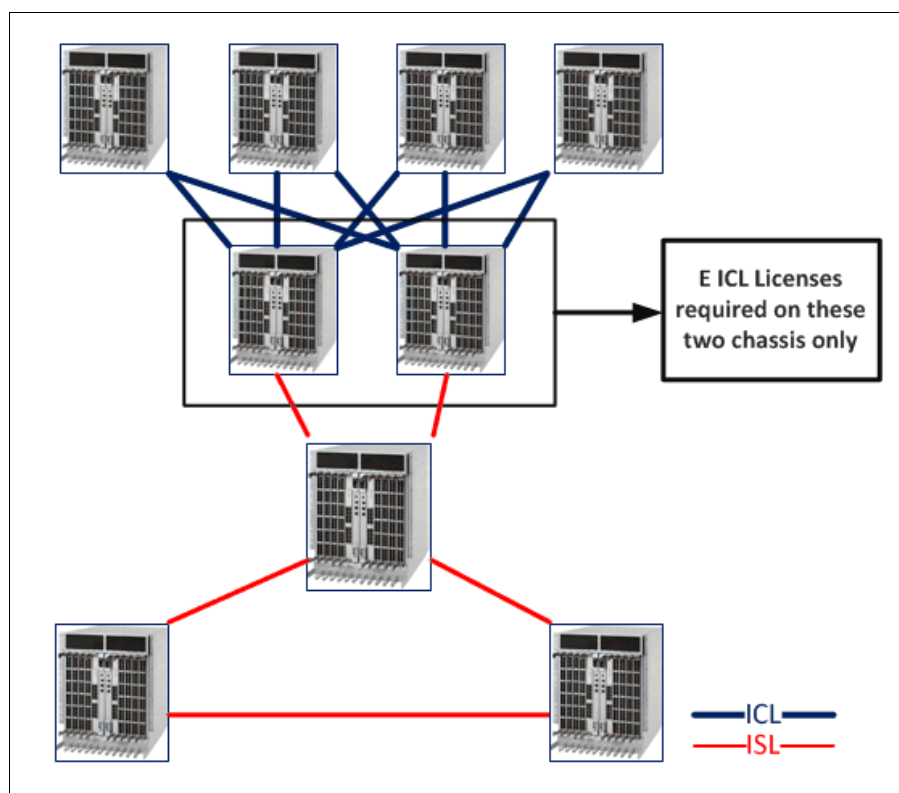 E ICL Licenses
required on these
two chassis only
ICL
ISL